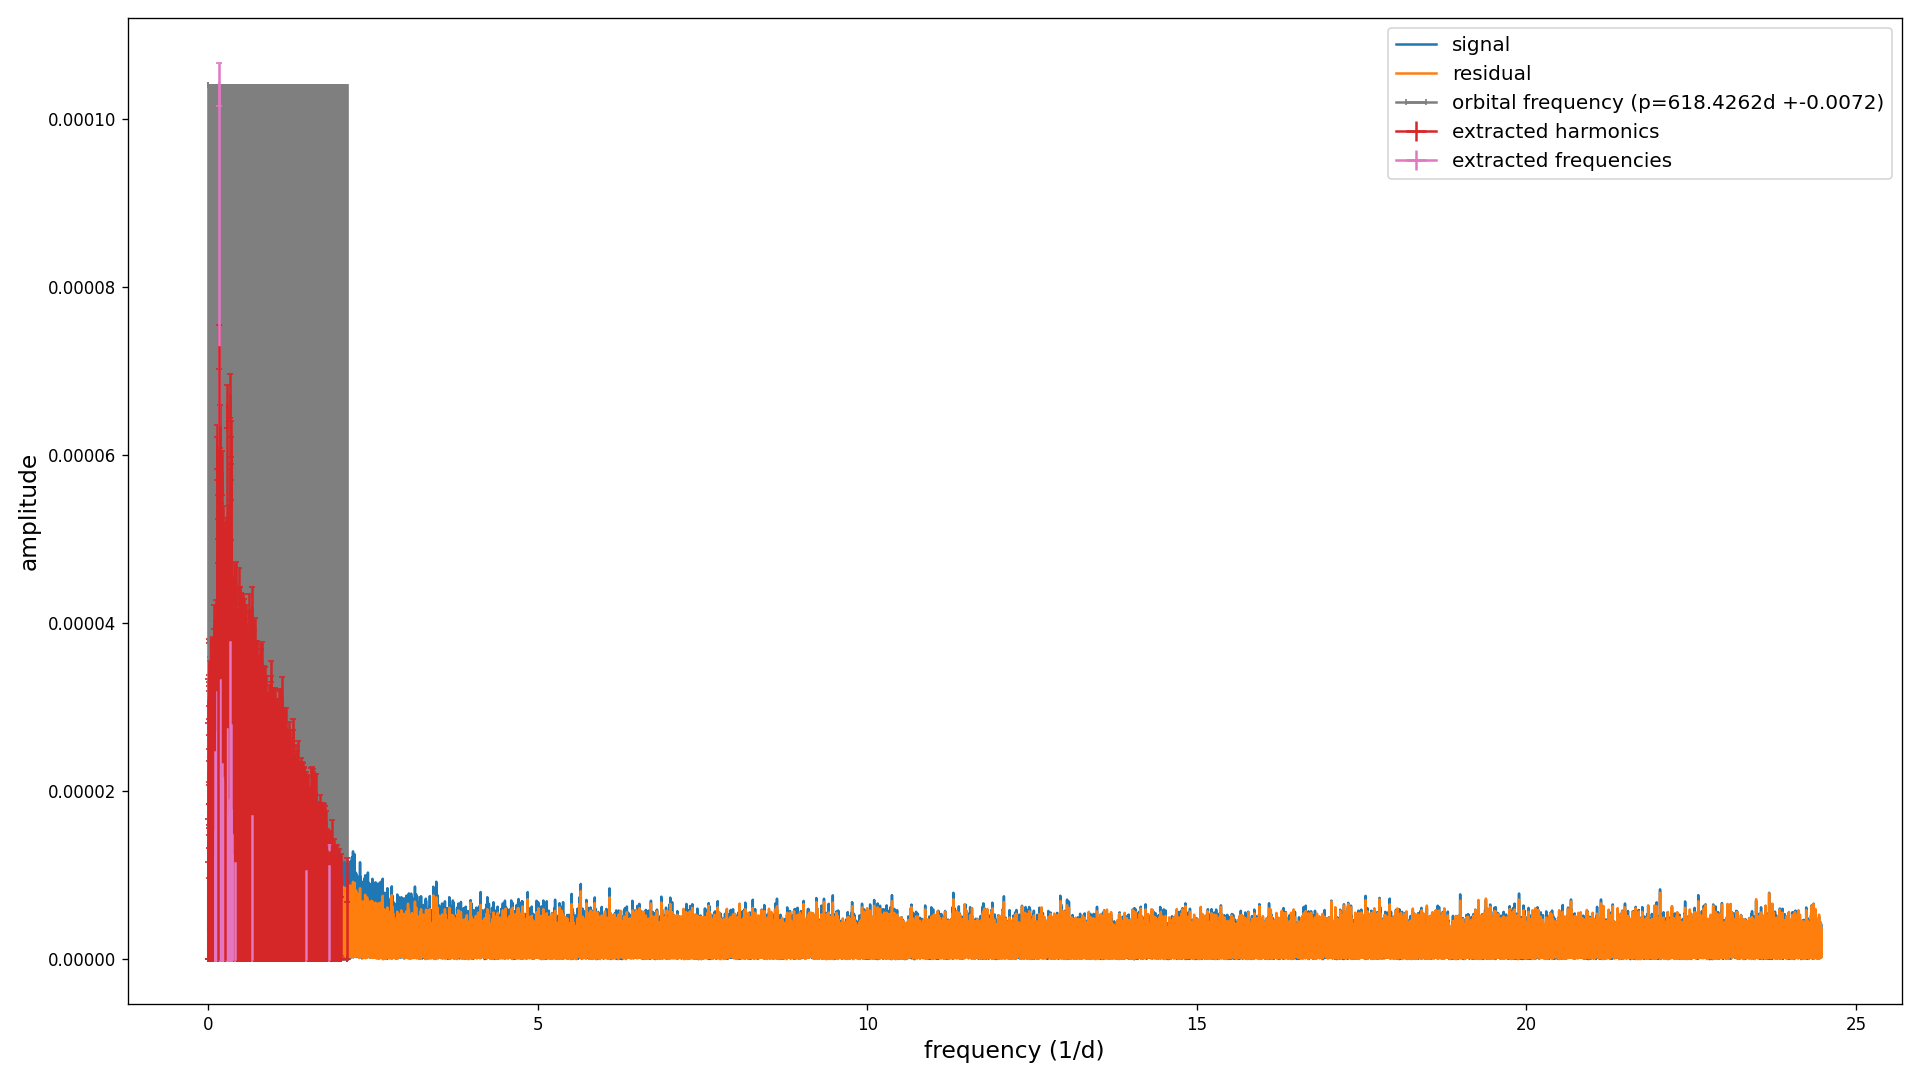 signal
residual
orbital frequency (p=618.4262d +-0.0072)
extracted harmonics
extracted frequencies
0.00010
0.00008
0.00006
0.00004
0.00002
0.00000
amplitude
0 5 10 15 20 25
frequency (1/d)